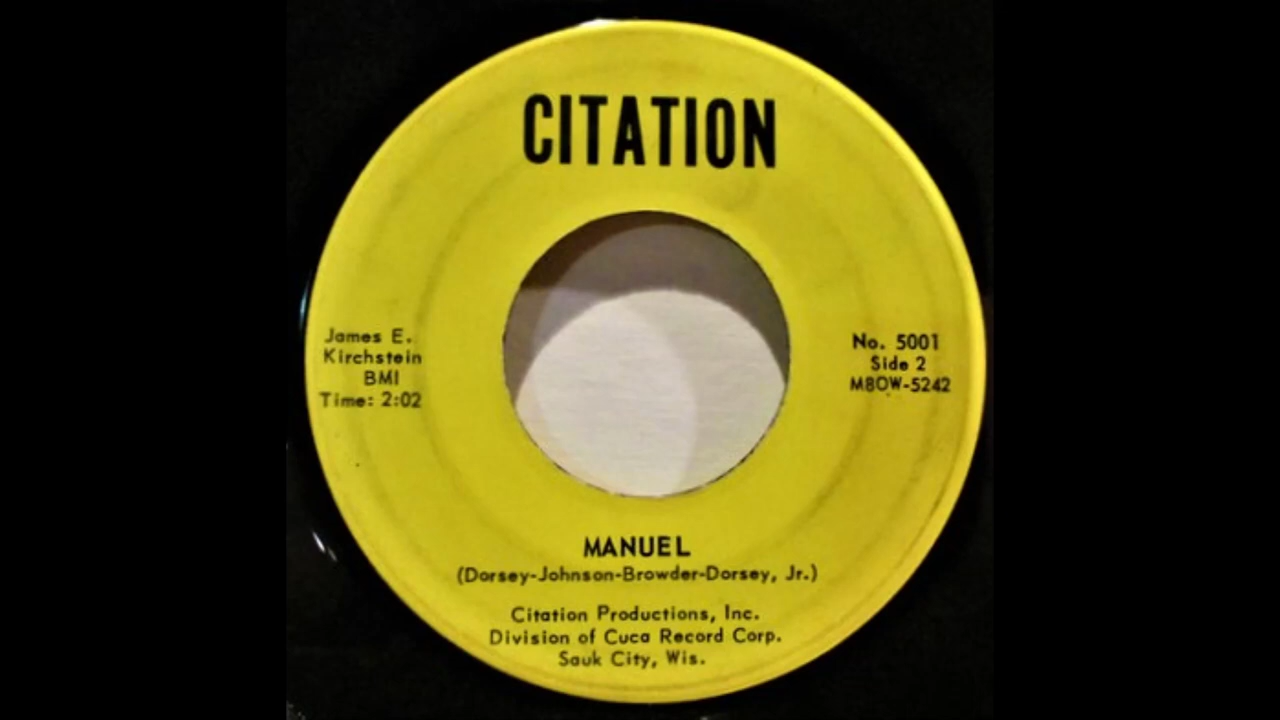 CITATION
James E.
Kirchstein
BMI
Time: 2:02
No. 5001
Side 2
M8OW-5242
MANUEL
(Dorsey-Johnson-Browder-Dorsey, Jr.)
Citation Productions, Inc.
Division of Cuca Record Corp.
Sauk City, Wis.